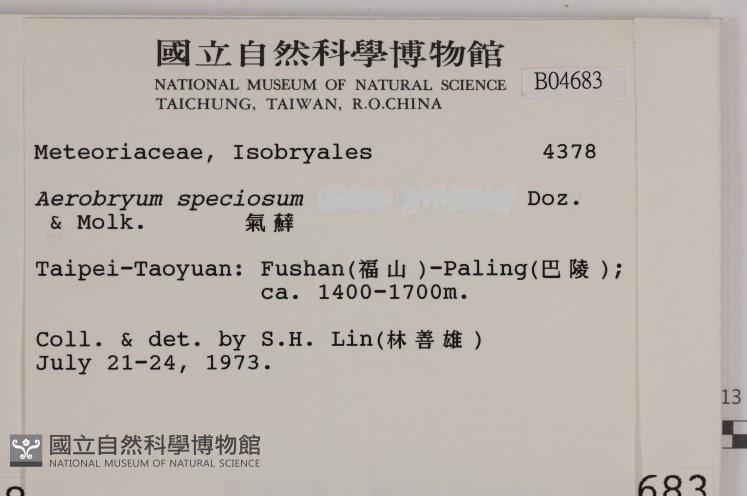 國立自然科學博物館
NATIONAL MUSEUM OF NATURAL SCIENCE
TAICHUNG, TAIWAN, R.O.CHINA
B04683
Meteoriaceae, Isobryales 4378
Aerobryum speciosum Doz.
& Molk. 氣蘚
Taipei-Taoyuan: Fushan(福山)-Paling(巴陵);
ca. 1400-1700m.
Coll. & det. by S.H. Lin(林善雄)
July 21-24, 1973.
13
國立自然科學博物館
NATIONAL MUSEUM OF NATURAL SCIENCE
683